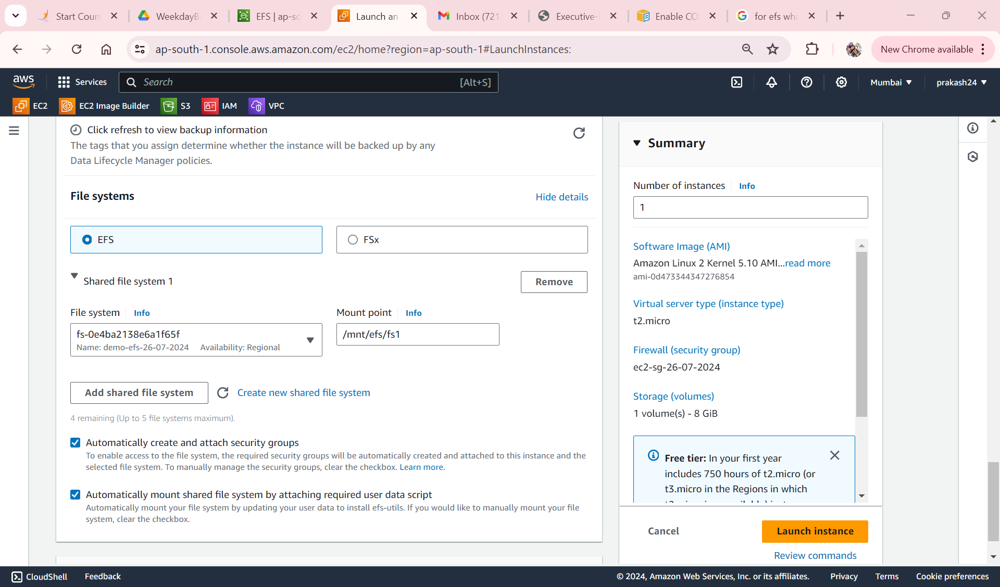 Start Cours
WeekdayB
EFS | ap-so
Launch an
Inbox (721
Executive-
Enable CO
for efs wha
ap-south-1.console.aws.amazon.com/ec2/home?region=ap-south-1#LaunchInstances:
New Chrome available
aws
Services
Search
[Alt+S]
Mumbai
prakash24
EC2
EC2 Image Builder
S3
IAM
VPC
Click refresh to view backup information
The tags that you assign determine whether the instance will be backed up by any
Data Lifecycle Manager policies.
File systems
Hide details
EFS
FSx
Shared file system 1
Remove
File system
Info
Mount point
Info
fs-0e4ba2138e6a1f65f
Name: demo-efs-26-07-2024
Availability: Regional
/mnt/efs/fs1
Add shared file system
Create new shared file system
4 remaining (Up to 5 file systems maximum).
Automatically create and attach security groups
To enable access to the file system, the required security groups will be automatically created and attached to this instance and the
selected file system. To manually manage the security groups, clear the checkbox. Learn more.
Automatically mount shared file system by attaching required user data script
Automatically mount your file system by updating your user data to install efs-utils. If you would like to manually mount your file
system, clear the checkbox.
Summary
Number of instances
Info
1
Software Image (AMI)
Amazon Linux 2 Kernel 5.10 AMI...read more
ami-0d473344347276854
Virtual server type (instance type)
t2.micro
Firewall (security group)
ec2-sg-26-07-2024
Storage (volumes)
1 volume(s) - 8 GiB
Free tier: In your first year
includes 750 hours of t2.micro (or
t3.micro in the Regions in which
Cancel
Launch instance
Review commands
CloudShell
Feedback
© 2024, Amazon Web Services, Inc. or its affiliates.
Privacy
Terms
Cookie preferences